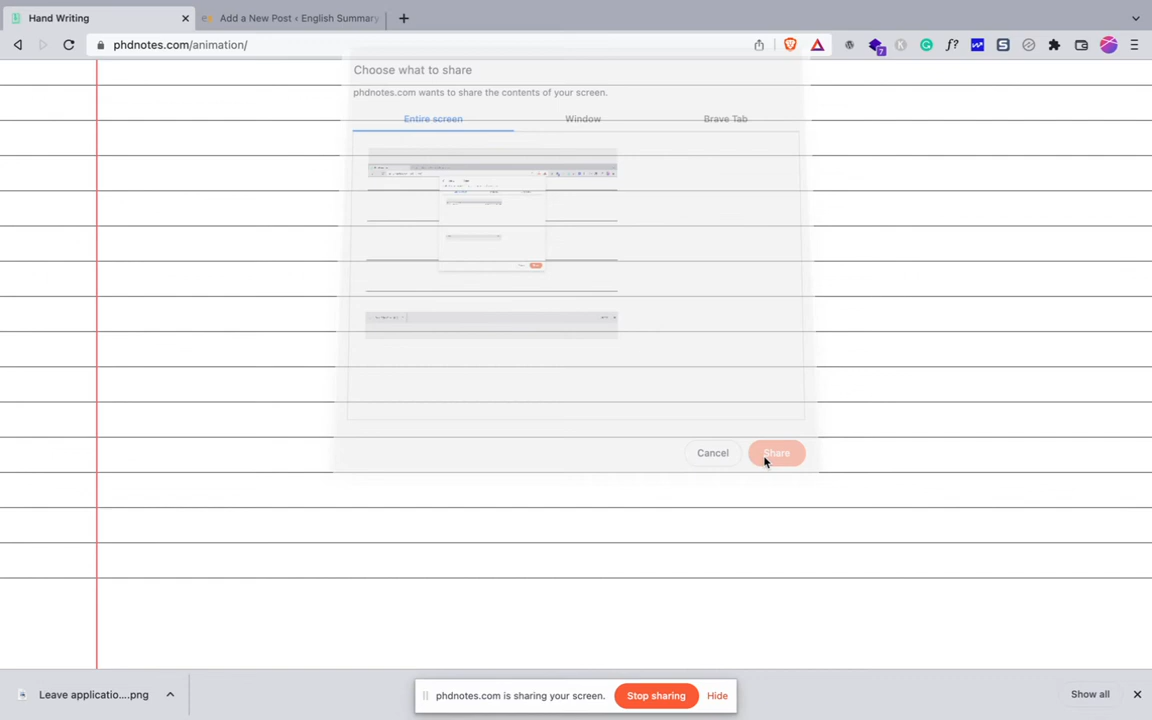 Hand Writing
Add a New Post ‹ English Summary
phdnotes.com/animation/
7
Choose what to share
phdnotes.com wants to share the contents of your screen.
Entire screen Window Brave Tab
Cancel Share
Leave applicatio....png
phdnotes.com is sharing your screen. Stop sharing Hide
Show all